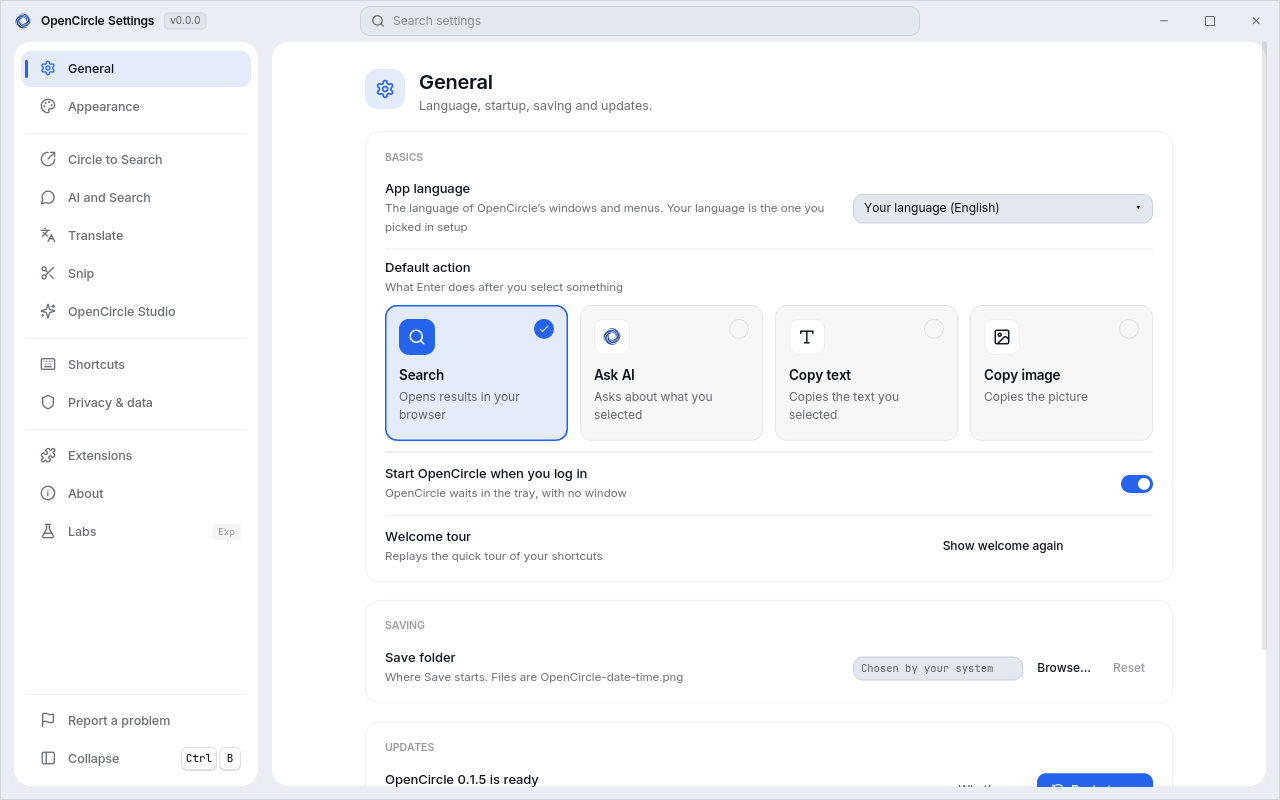 OpenCircle Settings v0.0.0
Search settings
General
Appearance
Circle to Search
AI and Search
Translate
Snip
OpenCircle Studio
Shortcuts
Privacy & data
Extensions
About
Labs Exp
Report a problem
Collapse Ctrl B
General
Language, startup, saving and updates.
BASICS
App language
The language of OpenCircle’s windows and menus. Your language is the one you
picked in setup
Your language (English)
Default action
What Enter does after you select something
Search
Opens results in your
browser
Ask AI
Asks about what you
selected
Copy text
Copies the text you
selected
Copy image
Copies the picture
Start OpenCircle when you log in
OpenCircle waits in the tray, with no window
Welcome tour
Replays the quick tour of your shortcuts
Show welcome again
SAVING
Save folder
Where Save starts. Files are OpenCircle-date-time.png
Chosen by your system
Browse...
Reset
UPDATES
OpenCircle 0.1.5 is ready